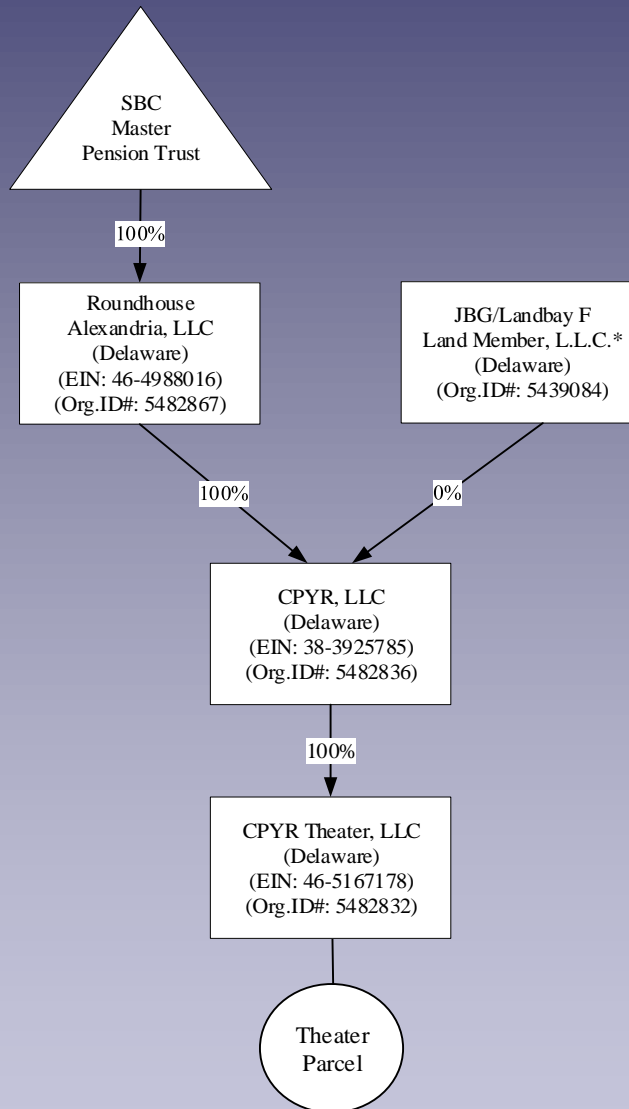 SBC
Master
Pension Trust
100%
Roundhouse
Alexandria, LLC
(Delaware)
(EIN: 46-4988016)
(Org.ID#: 5482867)
JBG/Landbay F
Land Member, L.L.C.*
(Delaware)
(Org.ID#: 5439084)
100%
0%
CPYR, LLC
(Delaware)
(EIN: 38-3925785)
(Org.ID#: 5482836)
100%
CPYR Theater, LLC
(Delaware)
(EIN: 46-5167178)
(Org.ID#: 5482832)
Theater
Parcel